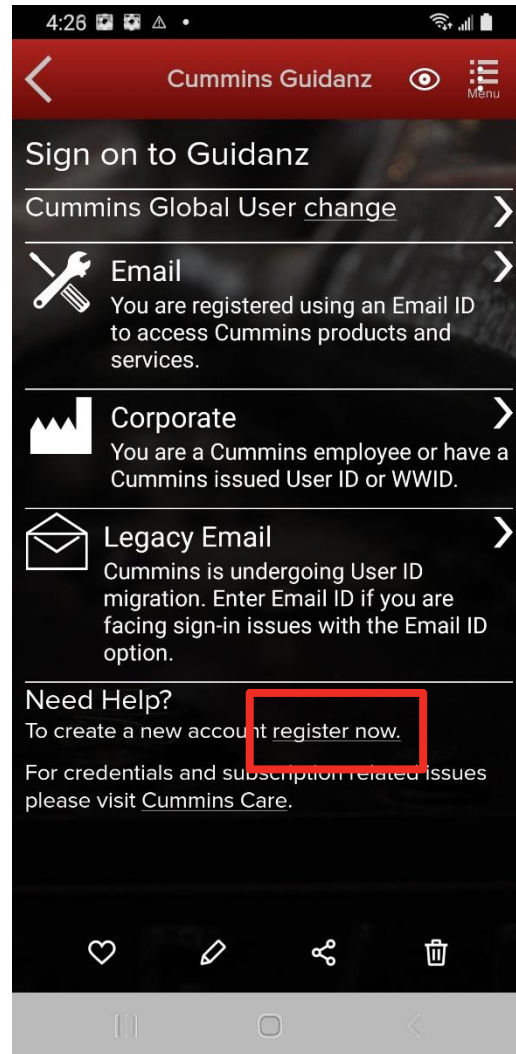 4:26
Cummins Guidanz
Menu
Sign on to Guidanz
Cummins Global User change
Email
You are registered using an Email ID
to access Cummins products and
services.
Corporate
You are a Cummins employee or have a
Cummins issued User ID or WWID.
Legacy Email
Cummins is undergoing User ID
migration. Enter Email ID if you are
facing sign-in issues with the Email ID
option.
Need Help?
To create a new account register now.
For credentials and subscription related issues
please visit Cummins Care.